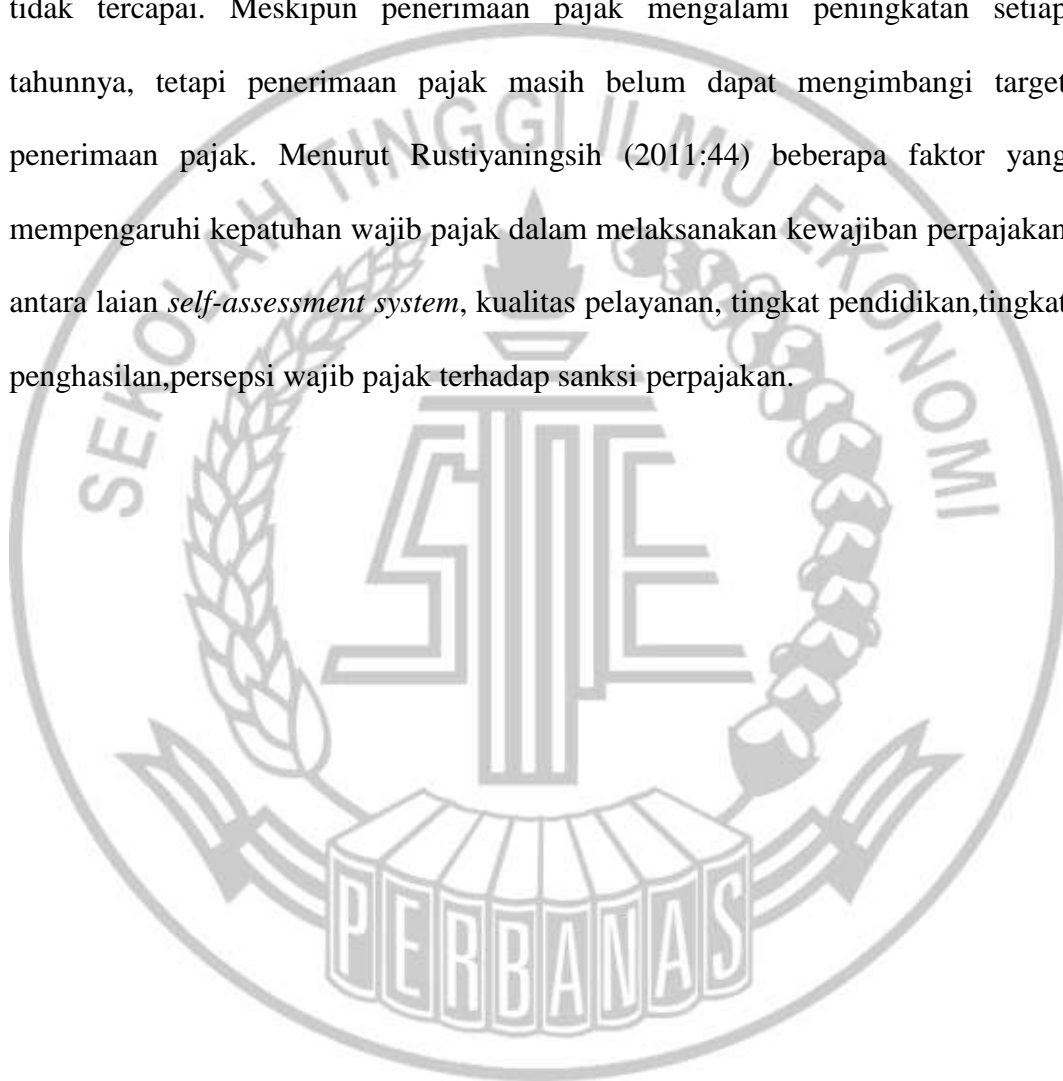 tidak tercapai. Meskipun penerimaan pajak mengalami peningkatan setiap
tahunnya, tetapi penerimaan pajak masih belum dapat mengimbangi target
penerimaan pajak. Menurut Rustiyaningsih (2011:44) beberapa faktor yang
mempengaruhi kepatuhan wajib pajak dalam melaksanakan kewajiban perpajakan
antara laian self-assessment system, kualitas pelayanan, tingkat pendidikan,tingkat
penghasilan,persepsi wajib pajak terhadap sanksi perpajakan.
SEKOLAH TINGGI ILMU EKONOMI
STIE
PERBANAS